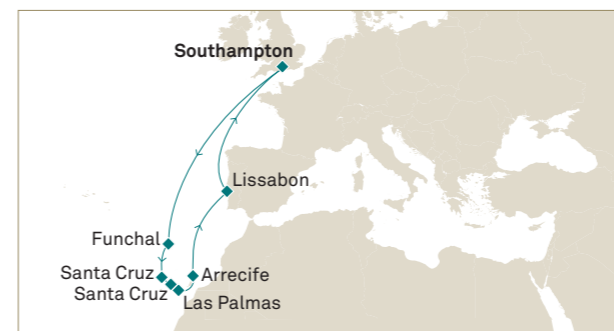 Southampton
Lissabon
Funchal
Santa Cruz
Arrecife
Santa Cruz
Las Palmas